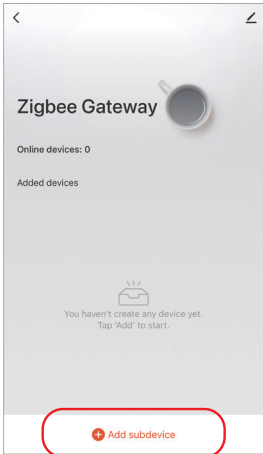 Zigbee Gateway
Online devices: 0
Added devices
You haven't create any device yet.
Tap 'Add' to start.
Add subdevice